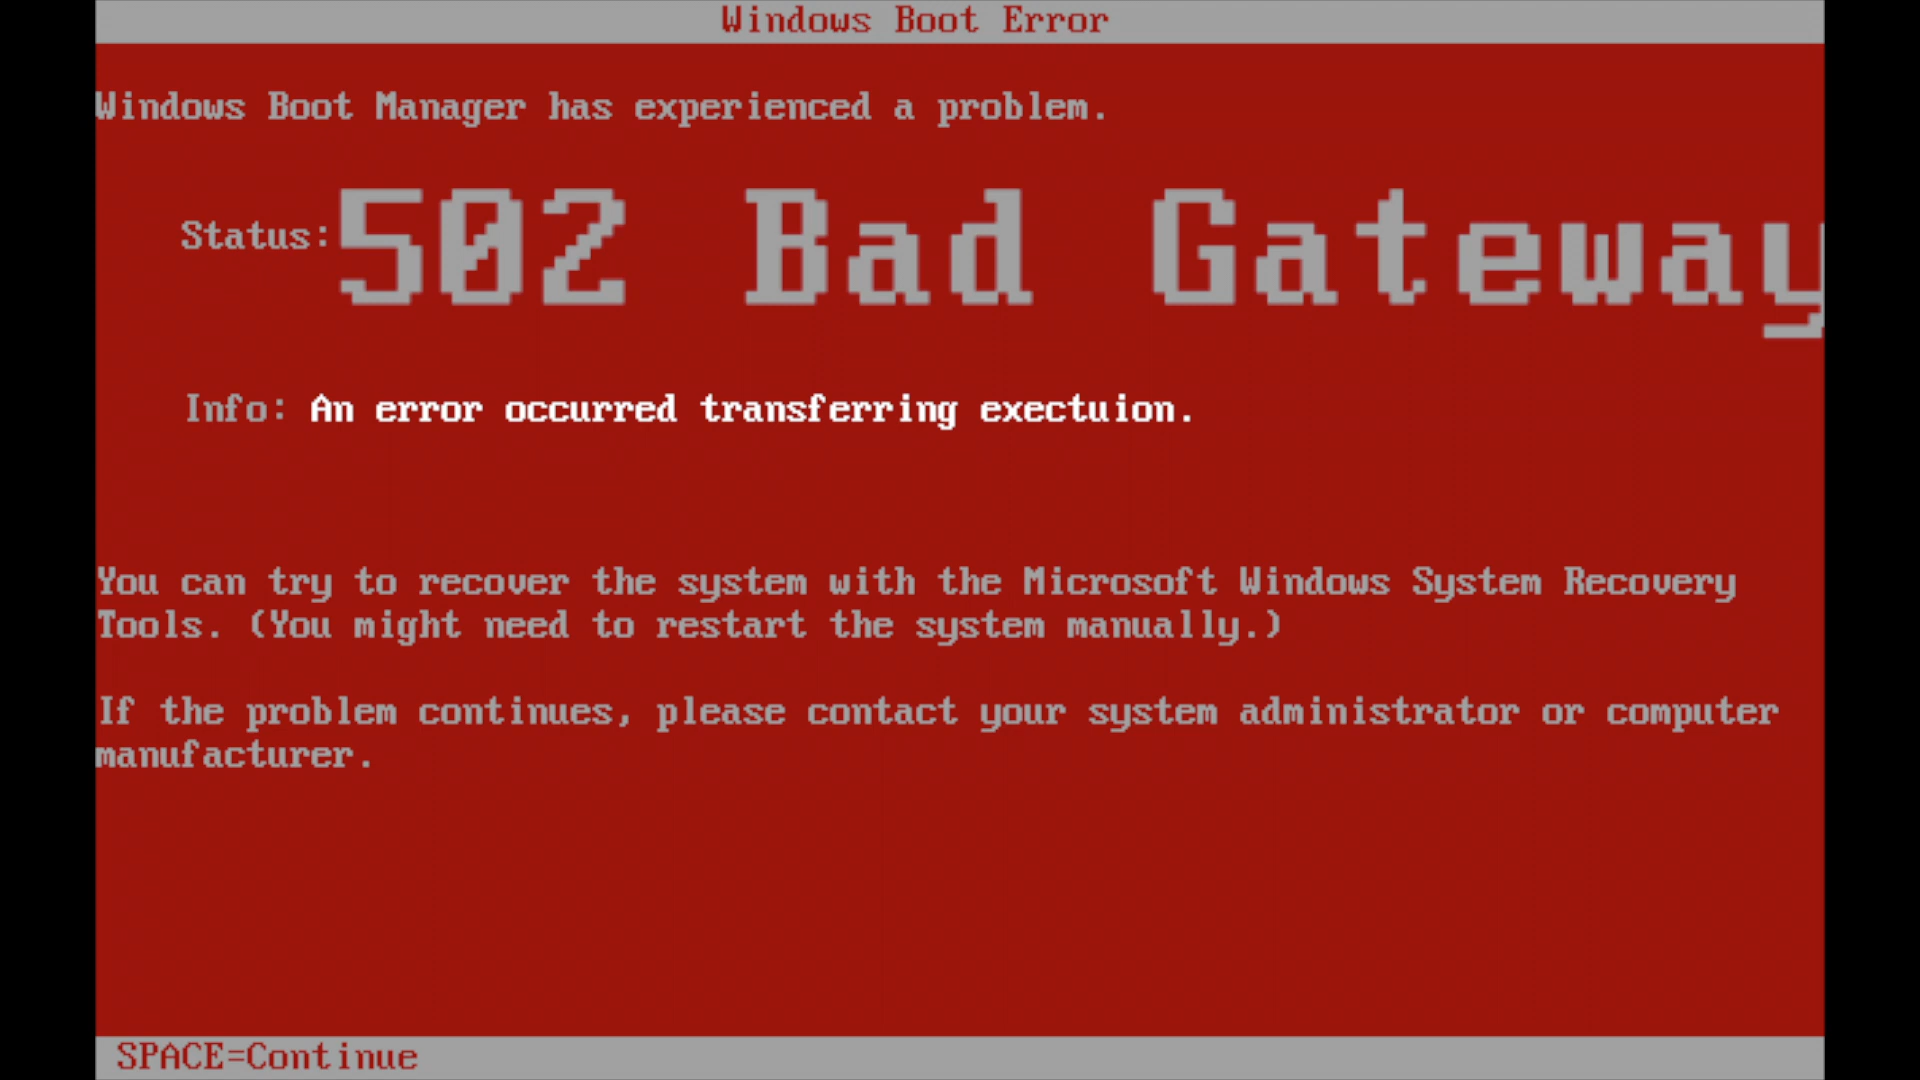 Windows Boot Error
Windows Boot Manager has experienced a problem.
Status: 502 Bad Gateway
Info: An error occurred transferring exectuion.
You can try to recover the system with the Microsoft Windows System Recovery
Tools. (You might need to restart the system manually.)
If the problem continues, please contact your system administrator or computer
manufacturer.
SPACE=Continue